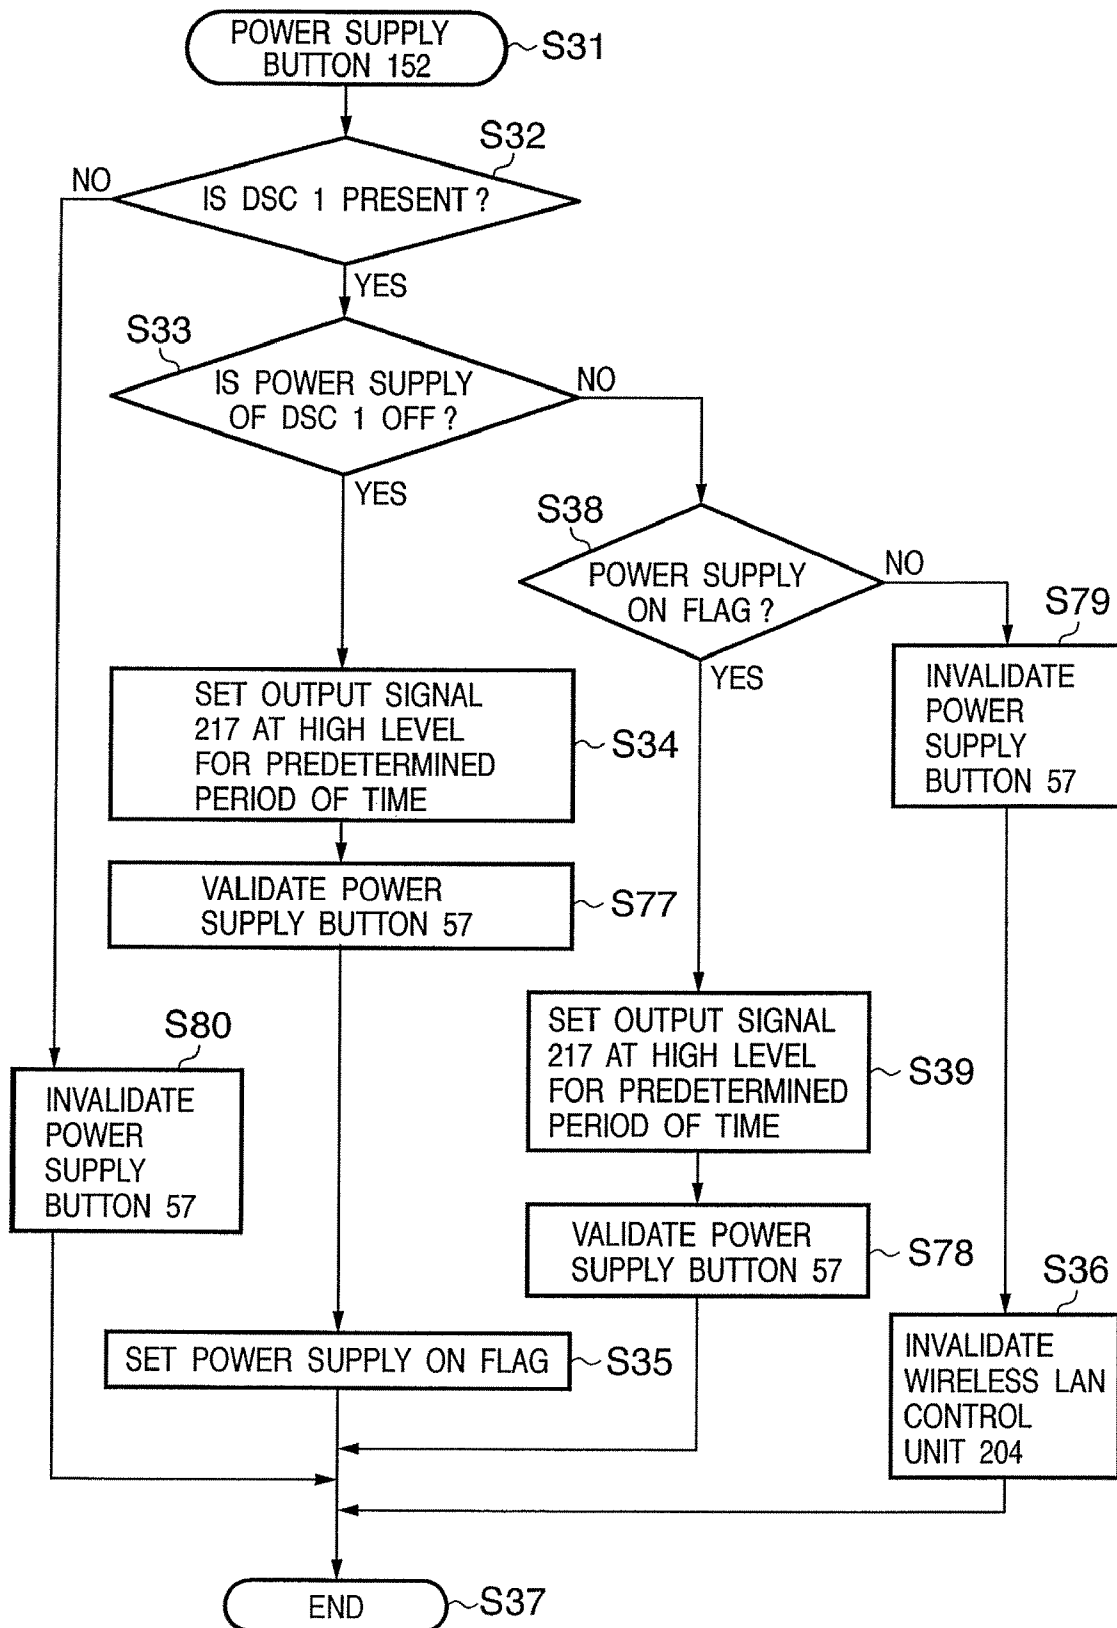 POWER SUPPLY
BUTTON 152
S31
S32
NO
IS DSC 1 PRESENT ?
YES
S33
IS POWER SUPPLY
OF DSC 1 OFF ?
NO
YES
S38
POWER SUPPLY
ON FLAG ?
NO
YES
S79
INVALIDATE
POWER
SUPPLY
BUTTON 57
SET OUTPUT SIGNAL
217 AT HIGH LEVEL
FOR PREDETERMINED
PERIOD OF TIME
S34
VALIDATE POWER
SUPPLY BUTTON 57
S77
S80
INVALIDATE
POWER
SUPPLY
BUTTON 57
SET OUTPUT SIGNAL
217 AT HIGH LEVEL
FOR PREDETERMINED
PERIOD OF TIME
S39
VALIDATE POWER
SUPPLY BUTTON 57
S78
SET POWER SUPPLY ON FLAG
S35
S36
INVALIDATE
WIRELESS LAN
CONTROL
UNIT 204
END
S37